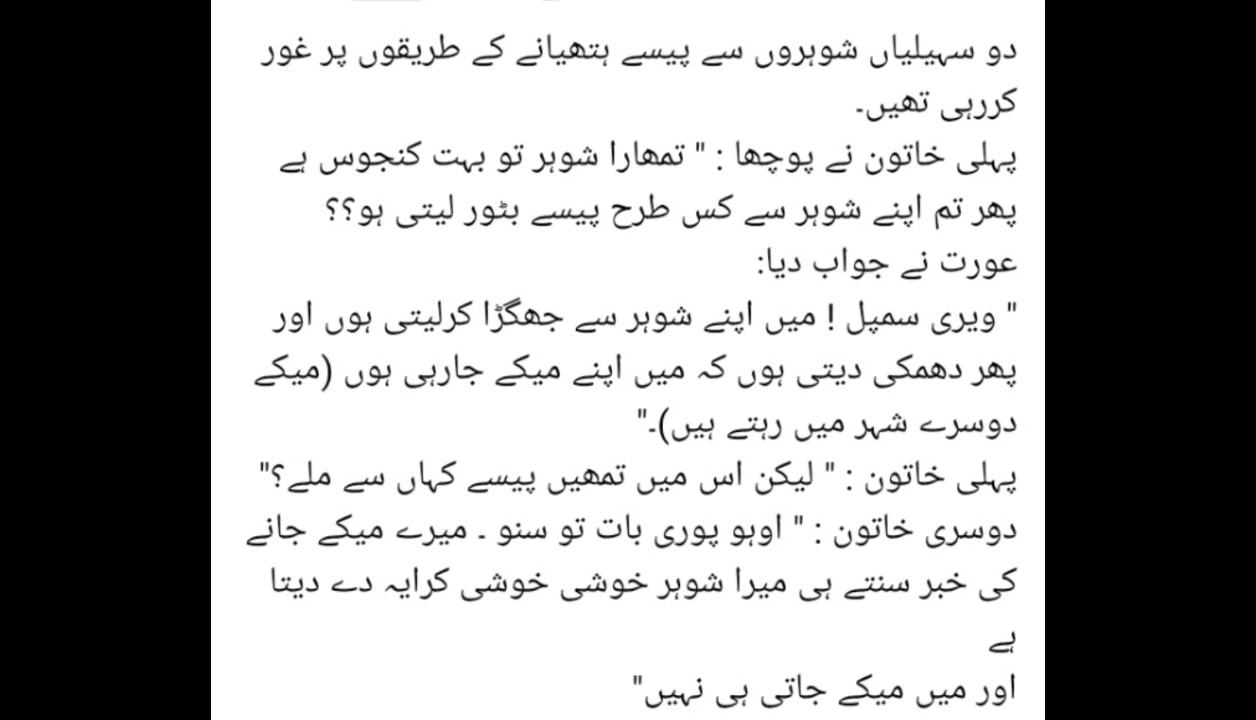 دو سہیلیاں شوہروں سے پیسے ہتھیانے کے طریقوں پر غور
کررہی تھیں۔
پہلی خاتون نے پوچھا : " تمھارا شوہر تو بہت کنجوس ہے
پھر تم اپنے شوہر سے کس طرح پیسے بٹور لیتی ہو؟؟
عورت نے جواب دیا:
" ویری سمپل ! میں اپنے شوہر سے جھگڑا کرلیتی ہوں اور
پھر دھمکی دیتی ہوں کہ میں اپنے میکے جارہی ہوں (میکے
دوسرے شہر میں رہتے ہیں)۔"
پہلی خاتون : " لیکن اس میں تمھیں پیسے کہاں سے ملے؟"
دوسری خاتون : " اوہو پوری بات تو سنو ۔ میرے میکے جانے
کی خبر سنتے ہی میرا شوہر خوشی خوشی کرایہ دے دیتا
ہے
اور میں میکے جاتی ہی نہیں"